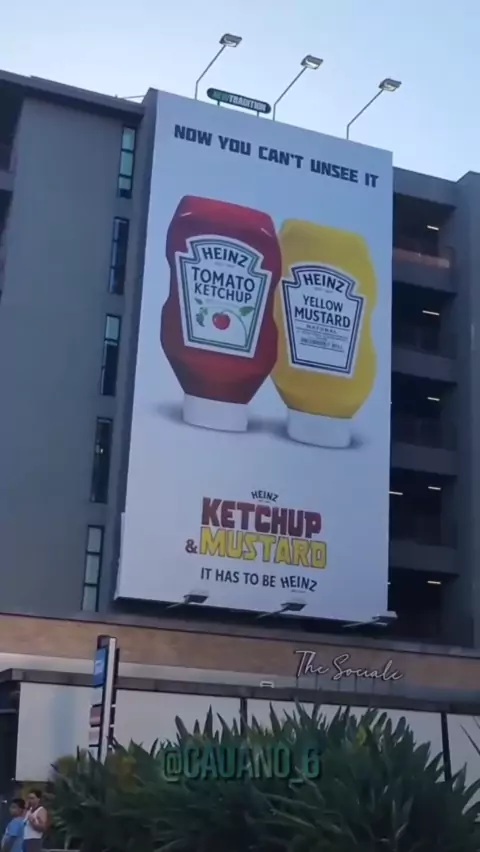 NEWTRADITION
NOW YOU CAN'T UNSEE IT
HEINZ
TOMATO
KETCHUP
HEINZ
YELLOW
MUSTARD
NATURAL
HEINZ
KETCHUP
& MUSTARD
IT HAS TO BE HEINZ
The Sociale
@CAUANO_6